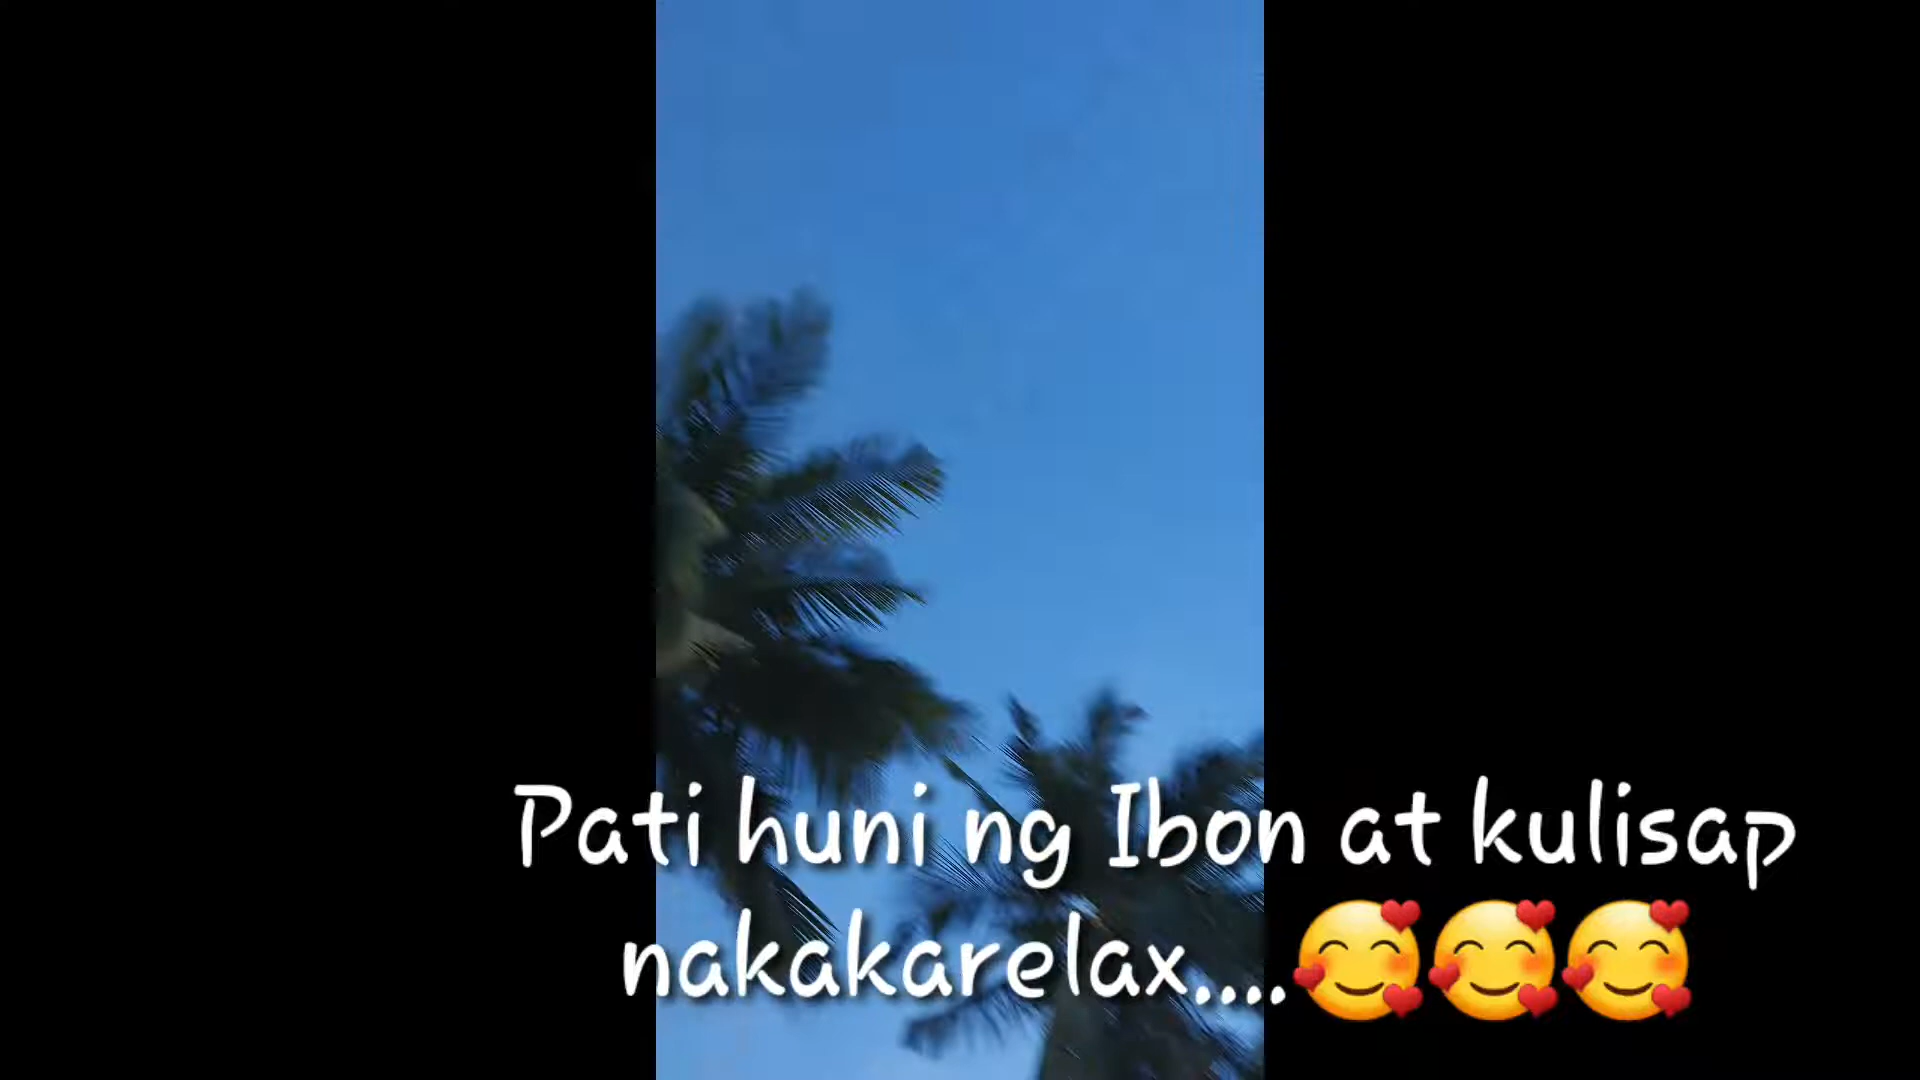 Pati huni ng Ibon at kulisap
nakakarelax....🥰🥰🥰